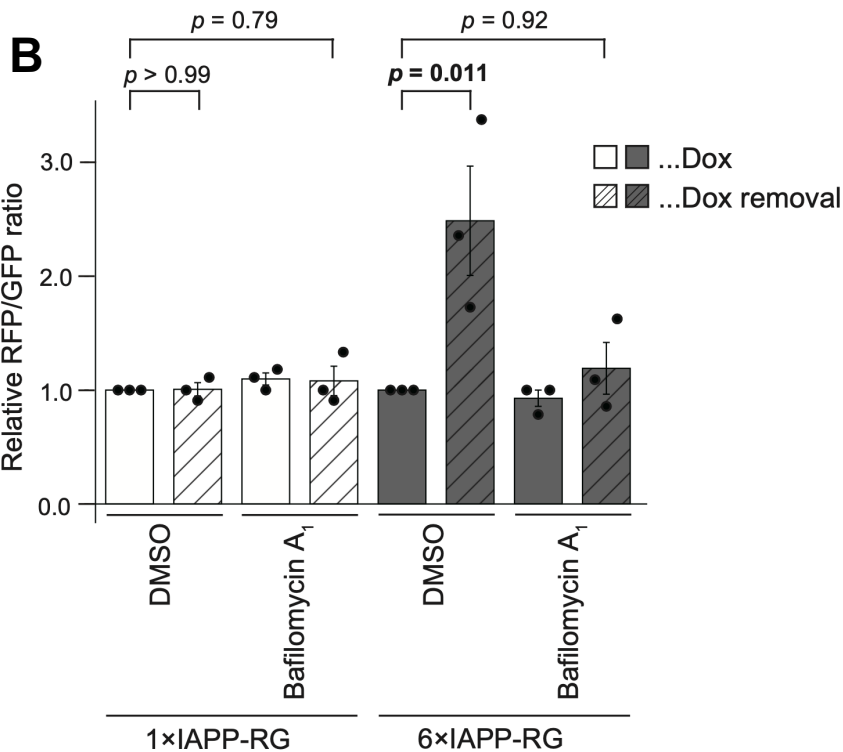 B
p = 0.79
p = 0.92
p > 0.99
p = 0.011
...Dox
...Dox removal
Relative RFP/GFP ratio
3.0
2.0
1.0
0.0
DMSO
Bafilomycin A₁
DMSO
Bafilomycin A₁
1×IAPP-RG
6×IAPP-RG